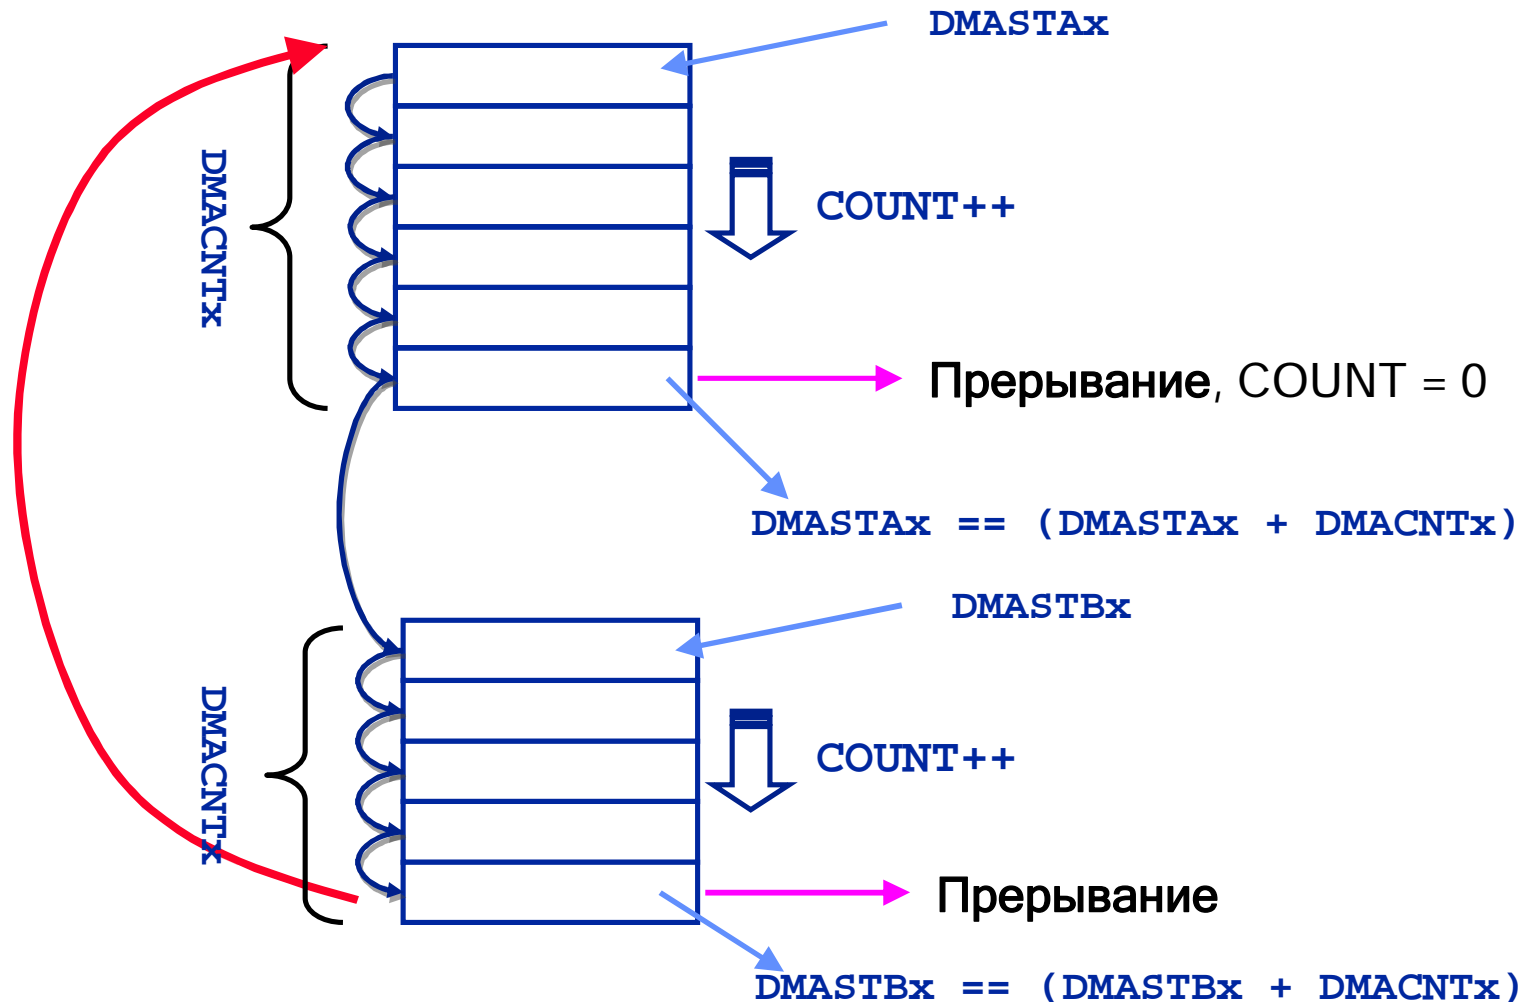 DMASTAx
DMACNTx
COUNT++
Прерывание, COUNT = 0
DMASTAx == (DMASTAx + DMACNTx)
DMASTBx
DMACNTx
COUNT++
Прерывание
DMASTBx == (DMASTBx + DMACNTx)